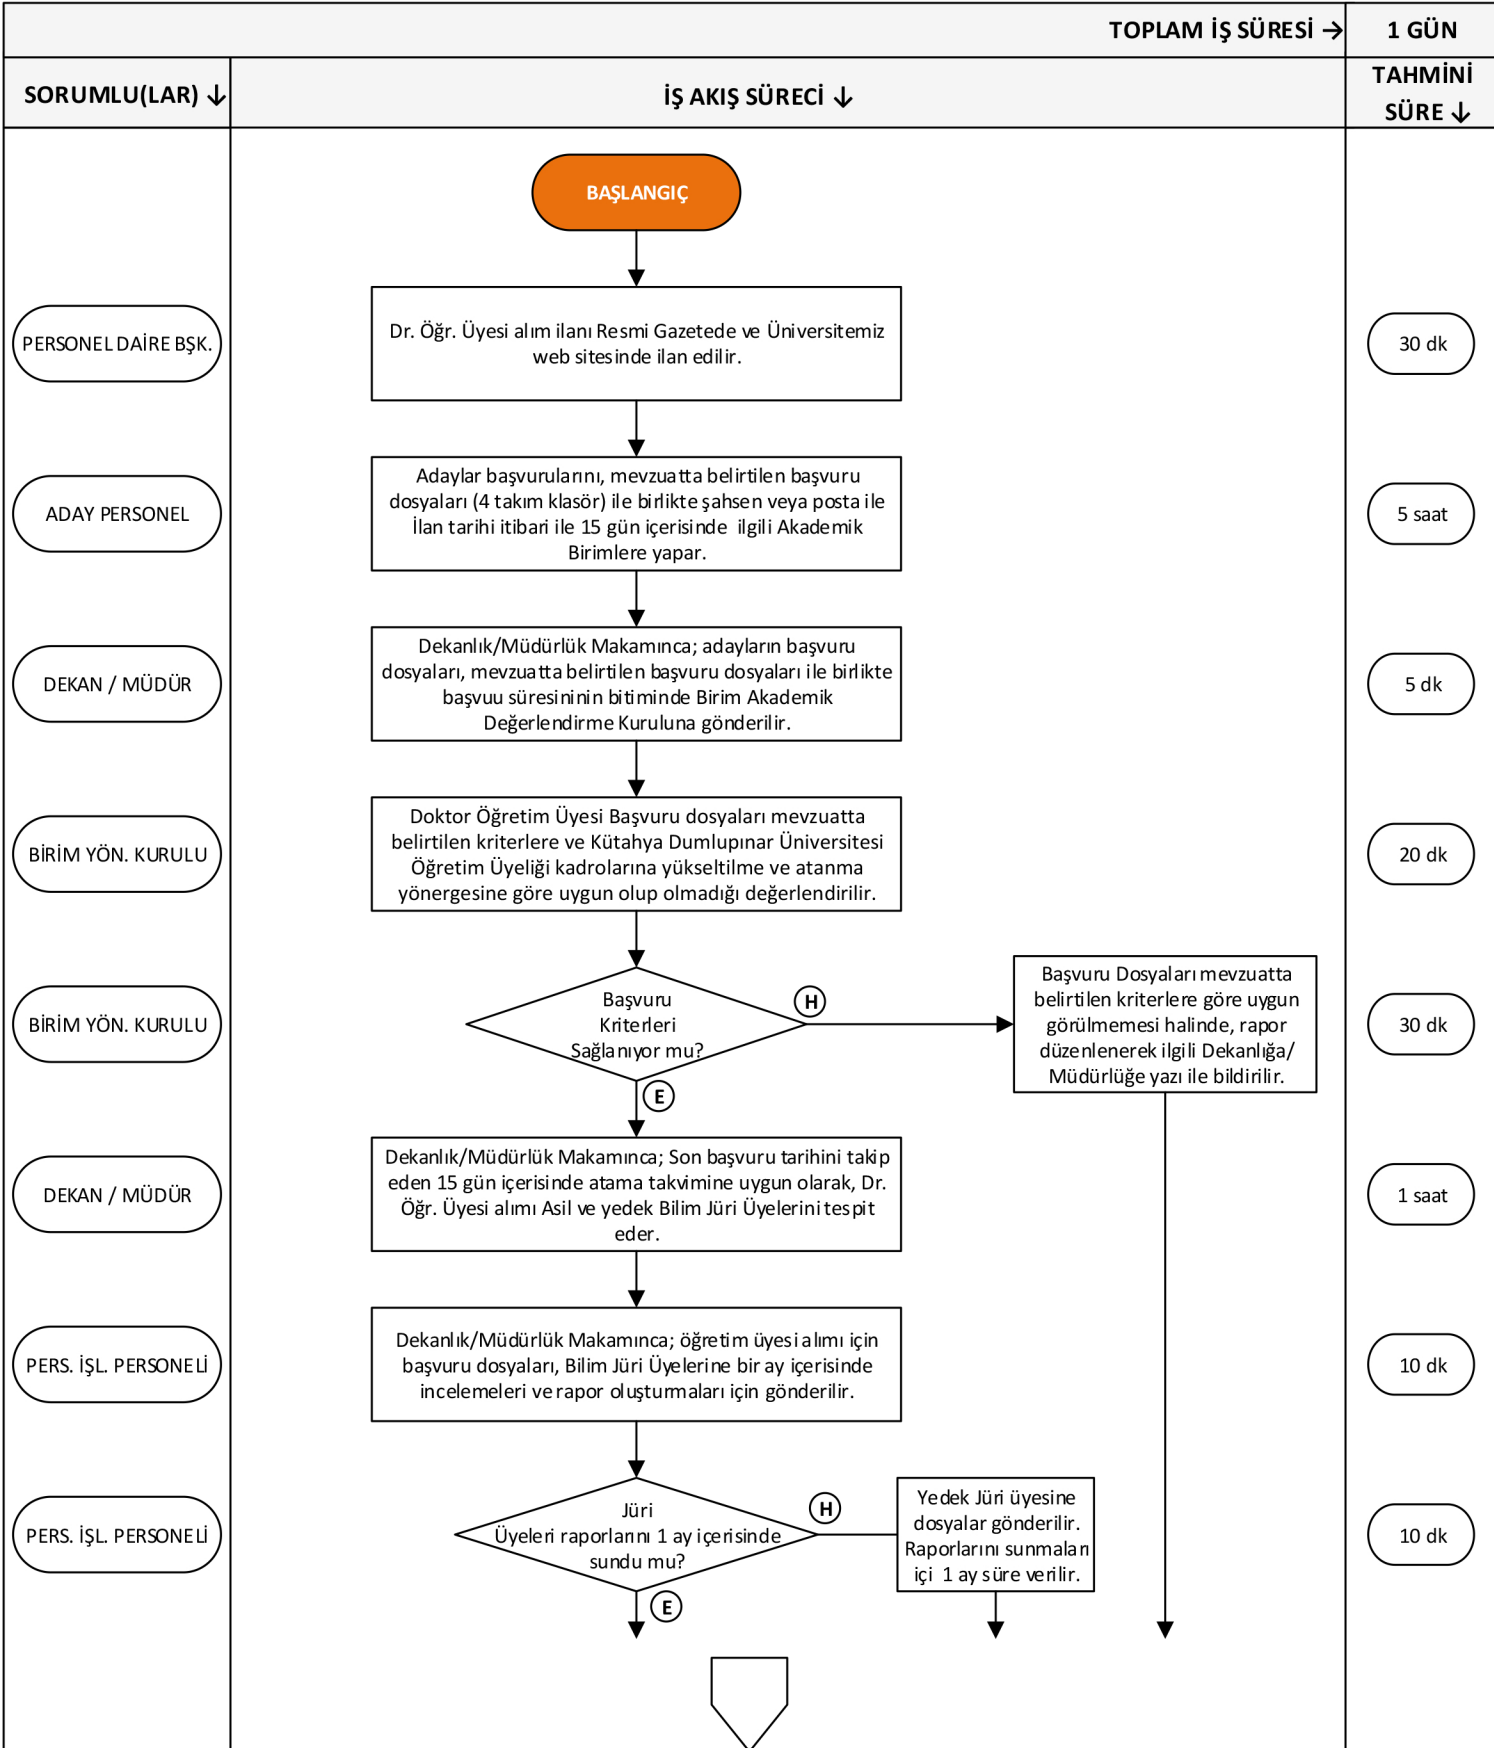 TOPLAM İŞ SÜRESİ →
1 GÜN
SORUMLU(LAR) ↓
İŞ AKIŞ SÜRECİ ↓
TAHMİNİ
SÜRE ↓
BAŞLANGIÇ
PERSONEL DAİRE BŞK.
Dr. Öğr. Üyesi alım ilanı Resmi Gazetede ve Üniversitemiz
web sitesinde ilan edilir.
30 dk
ADAY PERSONEL
Adaylar başvurularını, mevzuatta belirtilen başvuru
dosyaları (4 takım klasör) ile birlikte şahsen veya posta ile
İlan tarihi itibari ile 15 gün içerisinde ilgili Akademik
Birimlere yapar.
5 saat
DEKAN / MÜDÜR
Dekanlık/Müdürlük Makamınca; adayların başvuru
dosyaları, mevzuatta belirtilen başvuru dosyaları ile birlikte
başvuu süresininin bitiminde Birim Akademik
Değerlendirme Kuruluna gönderilir.
5 dk
BİRİM YÖN. KURULU
Doktor Öğretim Üyesi Başvuru dosyaları mevzuatta
belirtilen kriterlere ve Kütahya Dumlupınar Üniversitesi
Öğretim Üyeliği kadrolarına yükseltilme ve atanma
yönergesine göre uygun olup olmadığı değerlendirilir.
20 dk
BİRİM YÖN. KURULU
Başvuru
Kriterleri
Sağlanıyor mu?
H
E
Başvuru Dosyaları mevzuatta
belirtilen kriterlere göre uygun
görülmemesi halinde, rapor
düzenlenerek ilgili Dekanlığa/
Müdürlüğe yazı ile bildirilir.
30 dk
DEKAN / MÜDÜR
Dekanlık/Müdürlük Makamınca; Son başvuru tarihini takip
eden 15 gün içerisinde atama takvimine uygun olarak, Dr.
Öğr. Üyesi alımı Asil ve yedek Bilim Jüri Üyelerini tespit
eder.
1 saat
PERS. İŞL. PERSONELİ
Dekanlık/Müdürlük Makamınca; öğretim üyesi alımı için
başvuru dosyaları, Bilim Jüri Üyelerine bir ay içerisinde
incelemeleri ve rapor oluşturmaları için gönderilir.
10 dk
PERS. İŞL. PERSONELİ
Jüri
Üyeleri raporlarını 1 ay içerisinde
sundu mu?
H
E
Yedek Jüri üyesine
dosyalar gönderilir.
Raporlarını sunmaları
içi 1 ay süre verilir.
10 dk